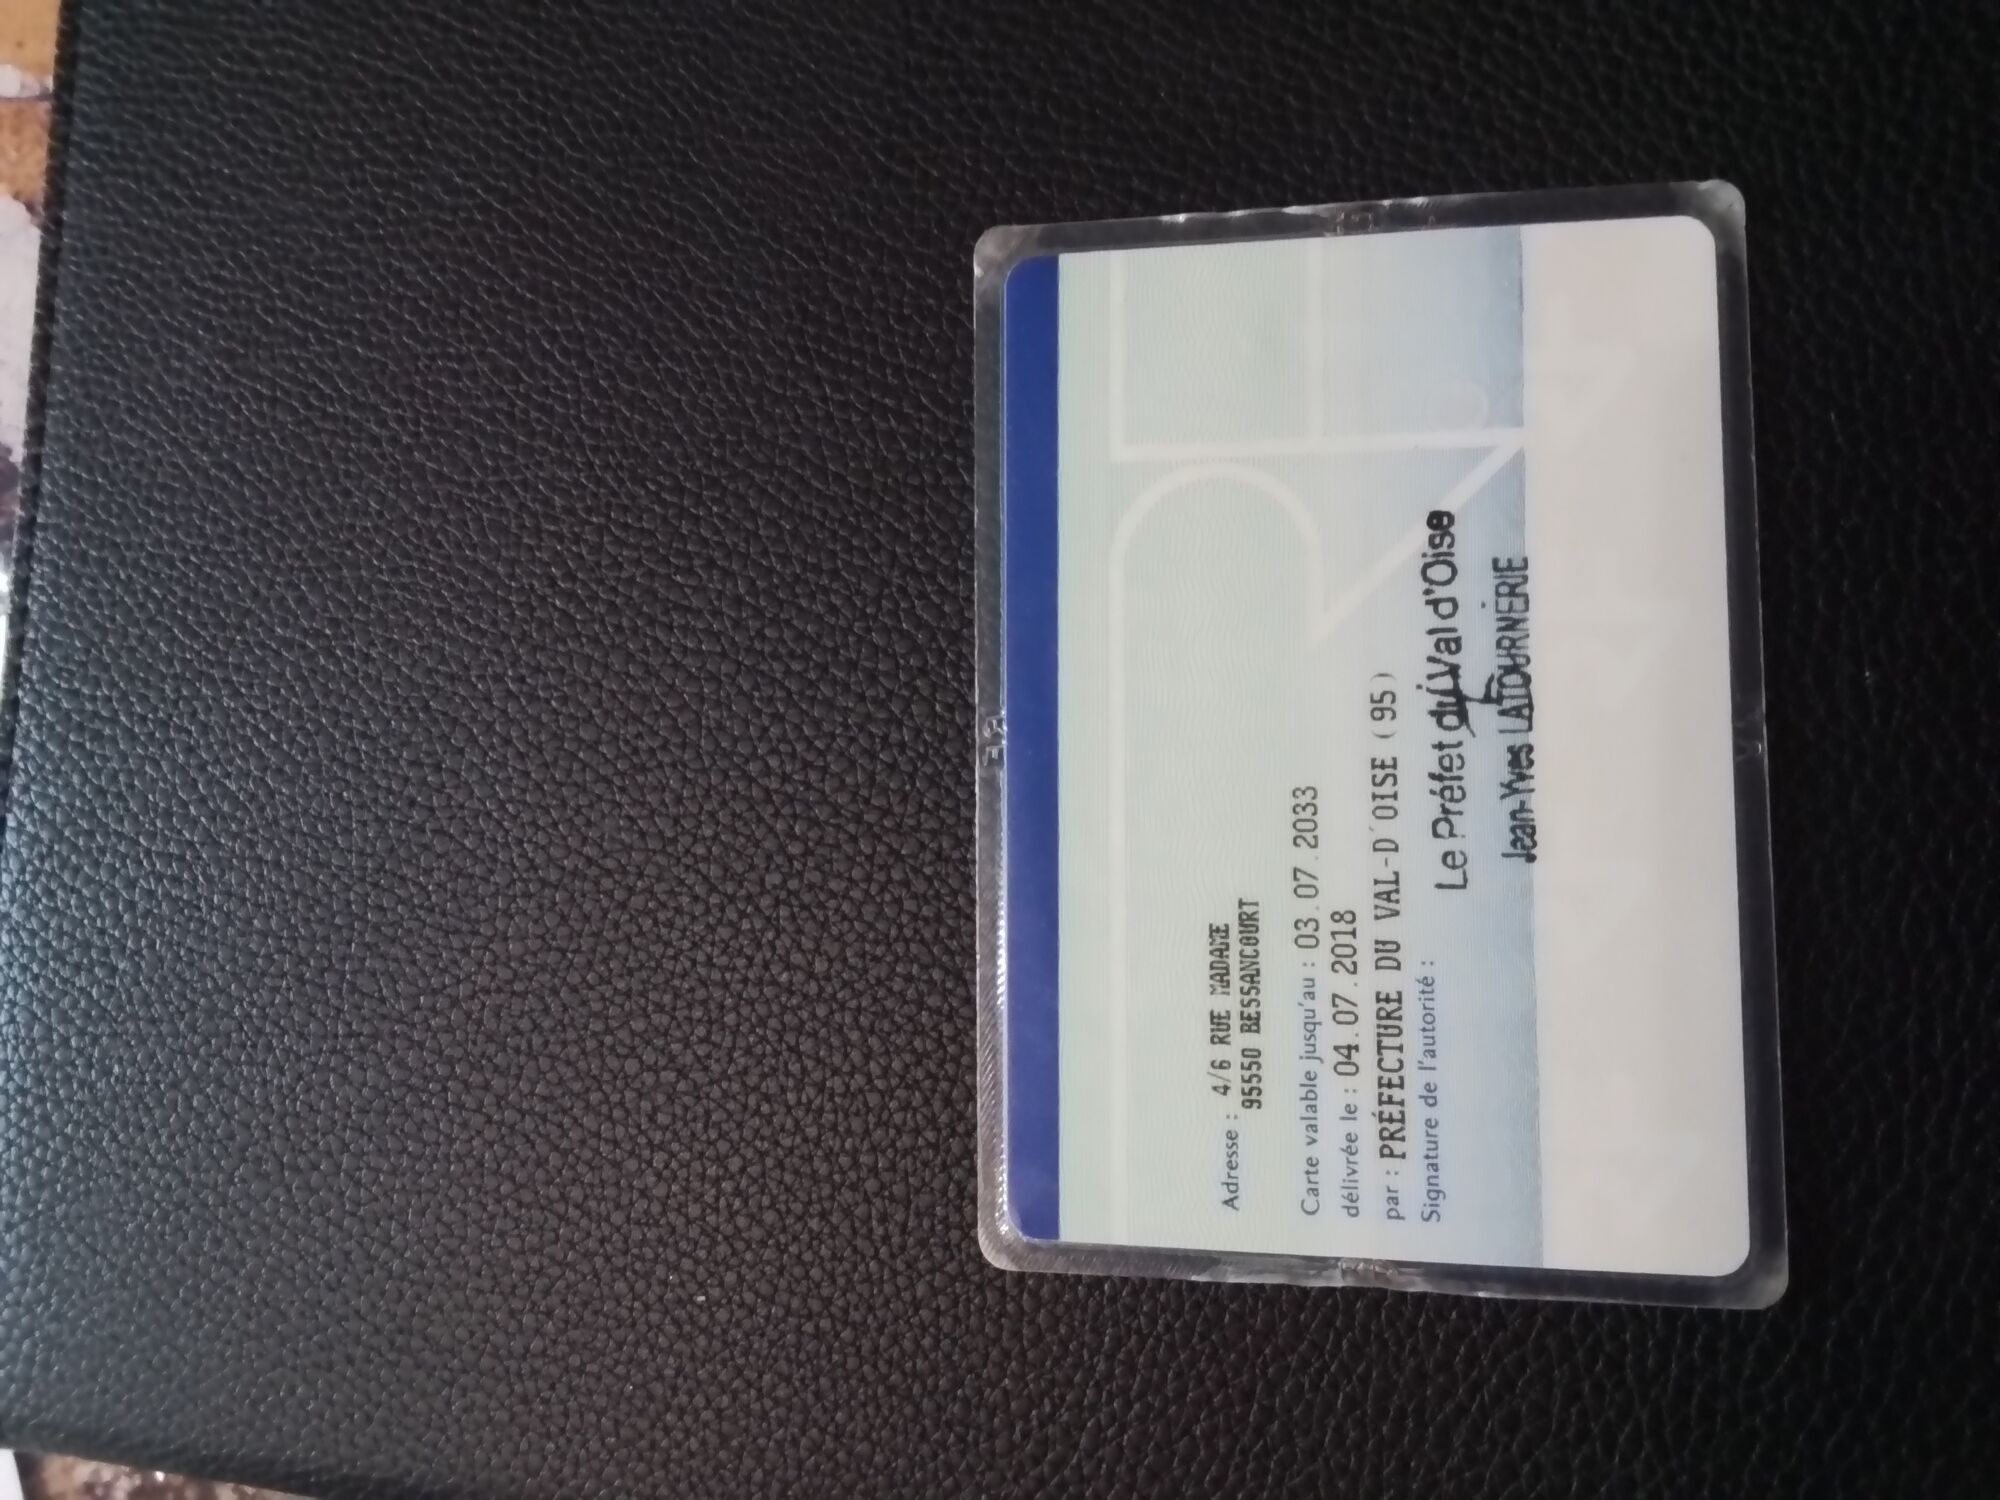 Adresse : 4/6 RUE MADAME
95550 BESSANCOURT
Carte valable jusqu'au : 03.07.2033
délivrée le : 04.07.2018
par : PRÉFECTURE DU VAL-D'OISE (95)
Signature de l'autorité :
Le Préfet du Val d'Oise
Jean-Yves LATOURNERIE
RF